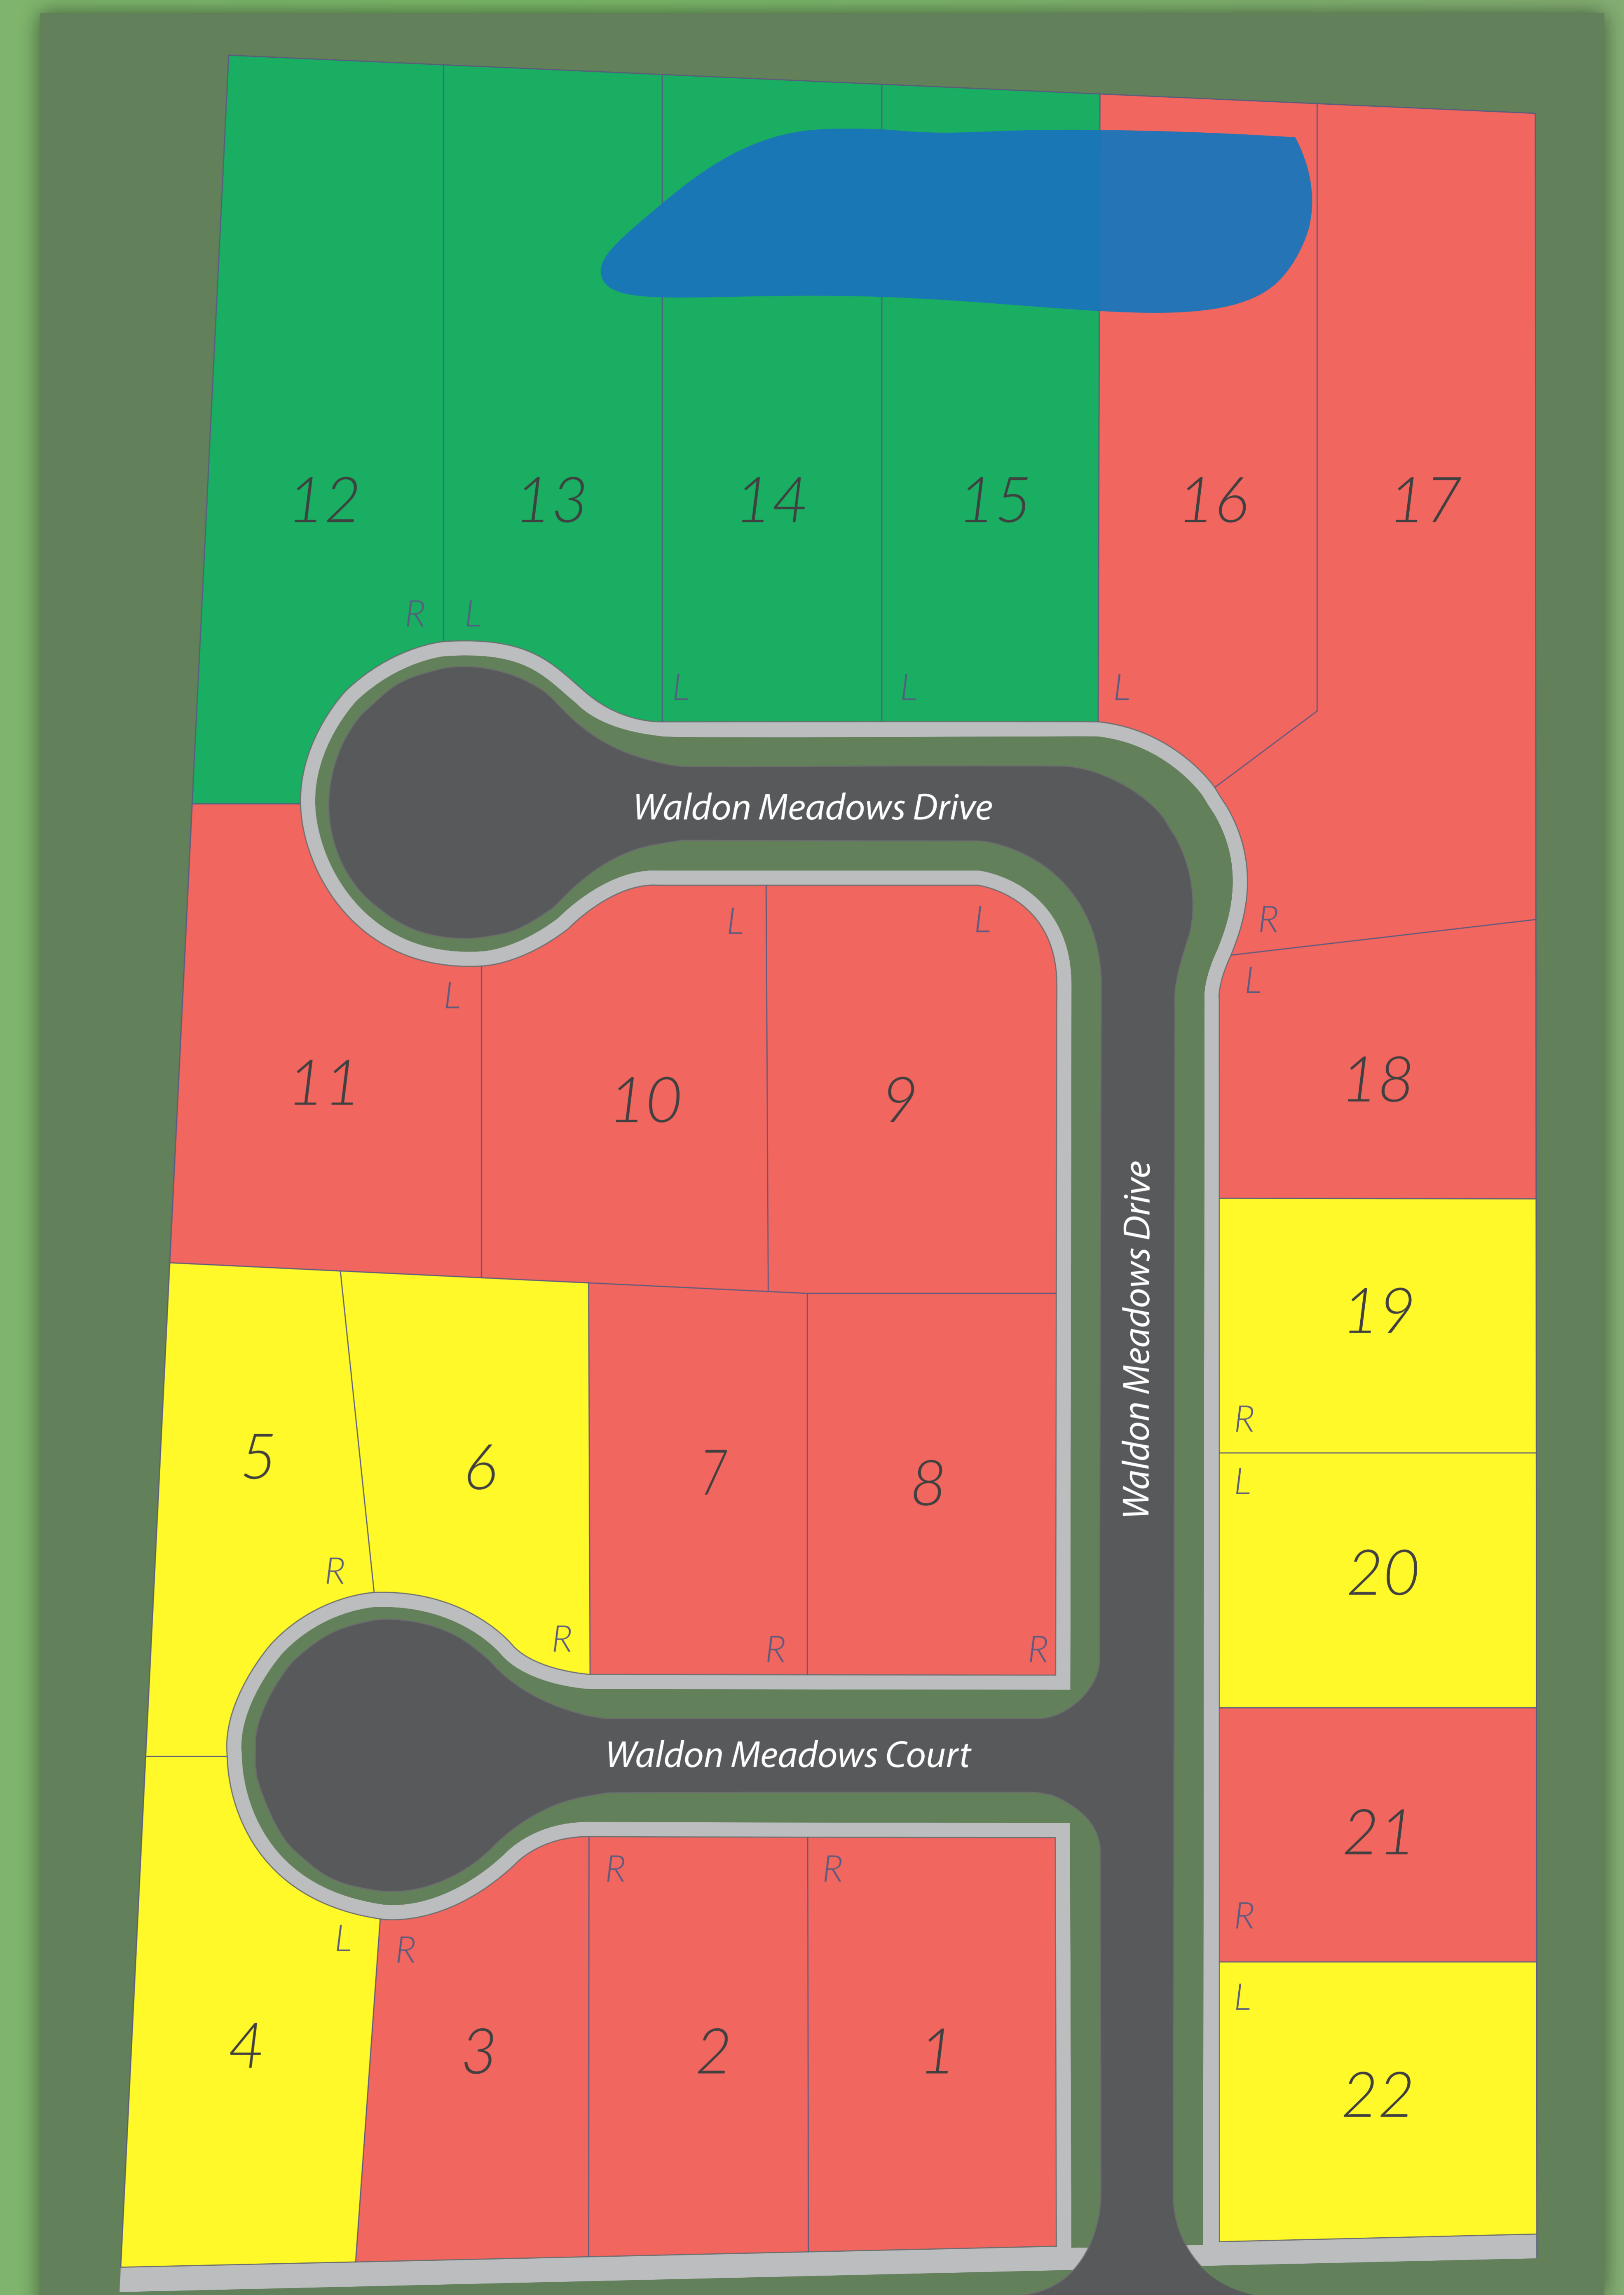 12 13 14 15 16 17
R L
L L L
Waldon Meadows Drive
L L R
L L
11 10 9 18
Waldon Meadows Drive
19
R
5 6 7 8
L
20
R
R R R
Waldon Meadows Court
21
R R
R
L R
L
4 3 2 1
22